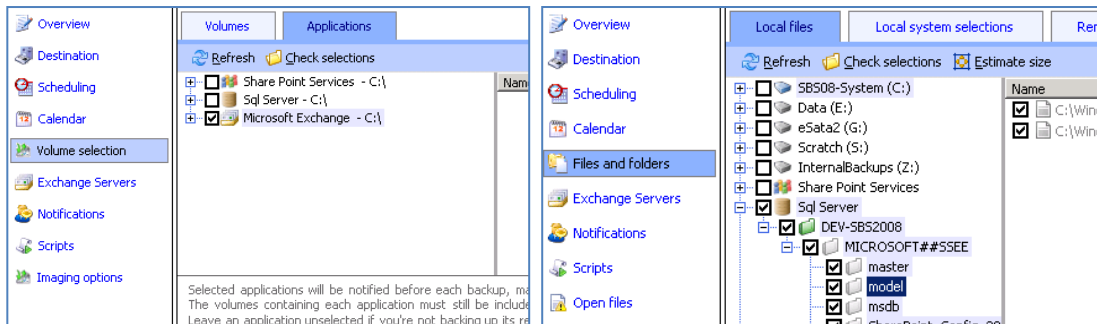 Overview
Destination
Scheduling
Calendar
Volume selection
Exchange Servers
Notifications
Scripts
Imaging options
Volumes
Applications
Refresh Check selections
Share Point Services - C:\
Sql Server - C:\
Microsoft Exchange - C:\
Selected applications will be notified before each backup,
The volumes containing each application must still be
Leave an application unselected if you're not backing up its
Overview
Destination
Scheduling
Calendar
Files and folders
Exchange Servers
Notifications
Scripts
Open files
Local files
Local system selections
Refresh Check selections Estimate size
SBS08-System (C:)
Data (E:)
eSata2 (G:)
Scratch (S:)
InternalBackups (Z:)
Share Point Services
Sql Server
DEV-SBS2008
MICROSOFT##SSEE
master
model
msdb
Name